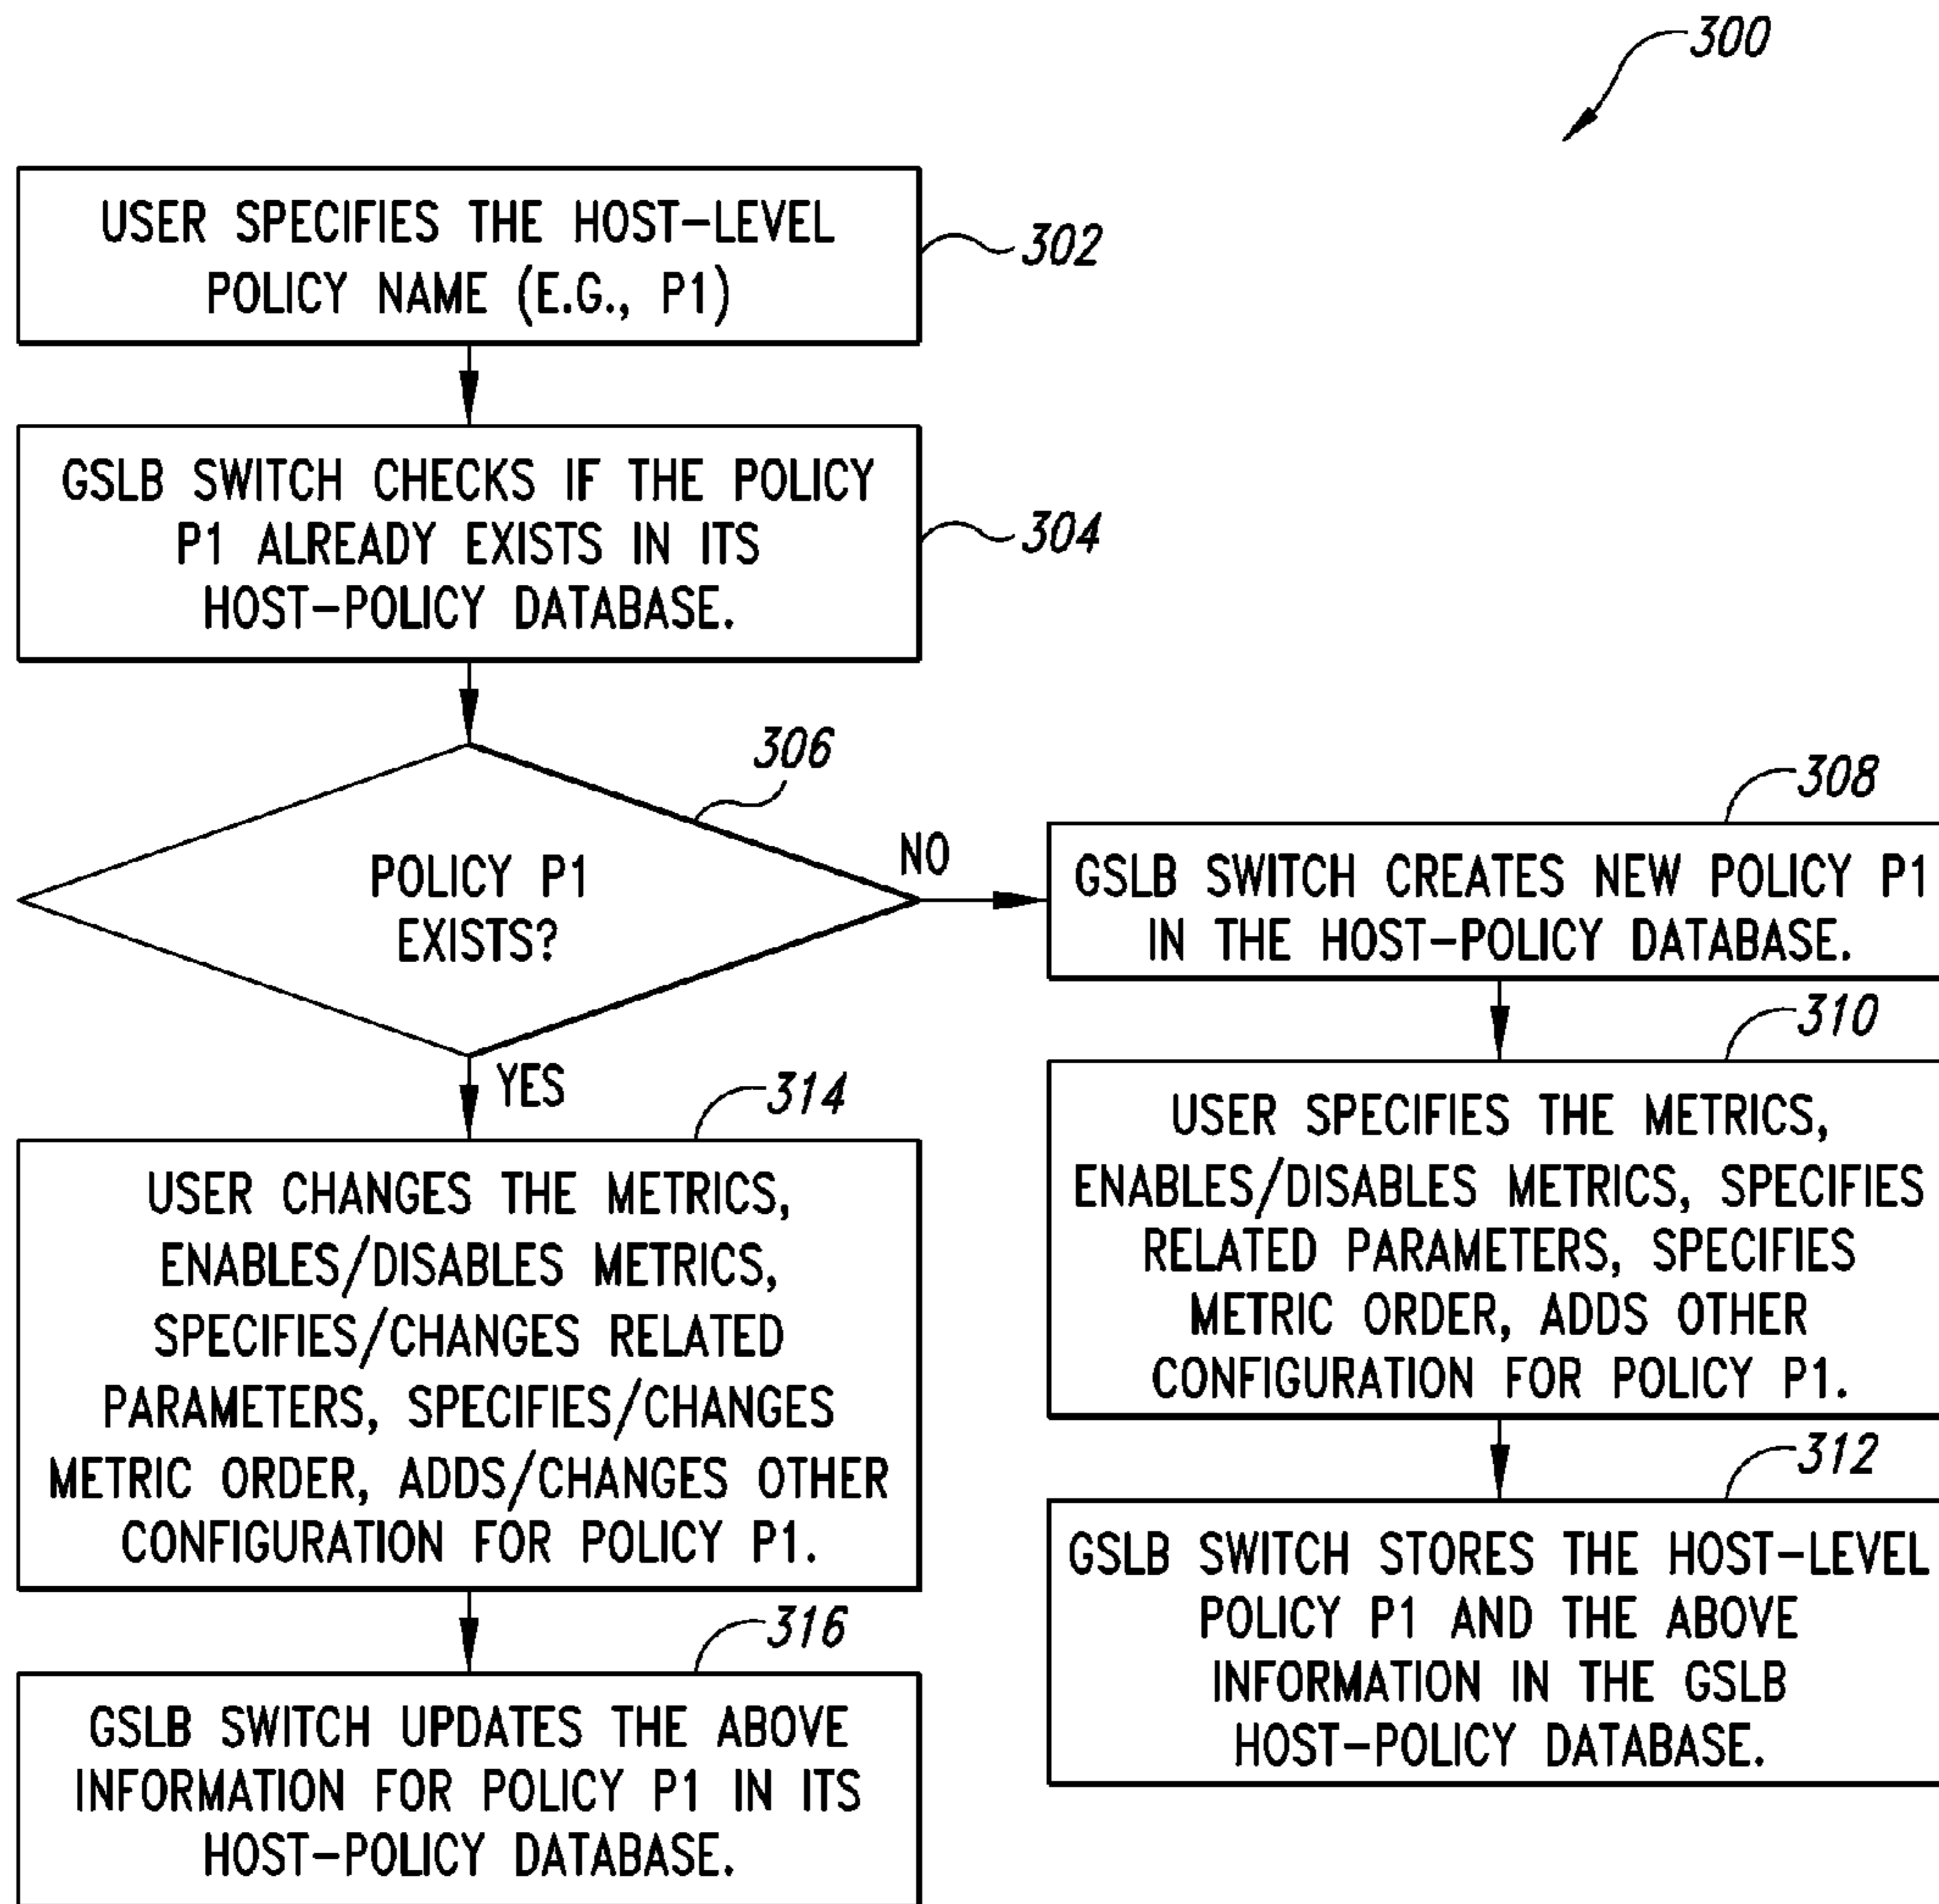 300
USER SPECIFIES THE HOST-LEVEL
POLICY NAME (E.G., P1)
302
GSLB SWITCH CHECKS IF THE POLICY
P1 ALREADY EXISTS IN ITS
HOST-POLICY DATABASE.
304
306
POLICY P1
EXISTS?
NO
YES
308
GSLB SWITCH CREATES NEW POLICY P1
IN THE HOST-POLICY DATABASE.
310
USER SPECIFIES THE METRICS,
ENABLES/DISABLES METRICS, SPECIFIES
RELATED PARAMETERS, SPECIFIES
METRIC ORDER, ADDS OTHER
CONFIGURATION FOR POLICY P1.
312
GSLB SWITCH STORES THE HOST-LEVEL
POLICY P1 AND THE ABOVE
INFORMATION IN THE GSLB
HOST-POLICY DATABASE.
314
USER CHANGES THE METRICS,
ENABLES/DISABLES METRICS,
SPECIFIES/CHANGES RELATED
PARAMETERS, SPECIFIES/CHANGES
METRIC ORDER, ADDS/CHANGES OTHER
CONFIGURATION FOR POLICY P1.
316
GSLB SWITCH UPDATES THE ABOVE
INFORMATION FOR POLICY P1 IN ITS
HOST-POLICY DATABASE.